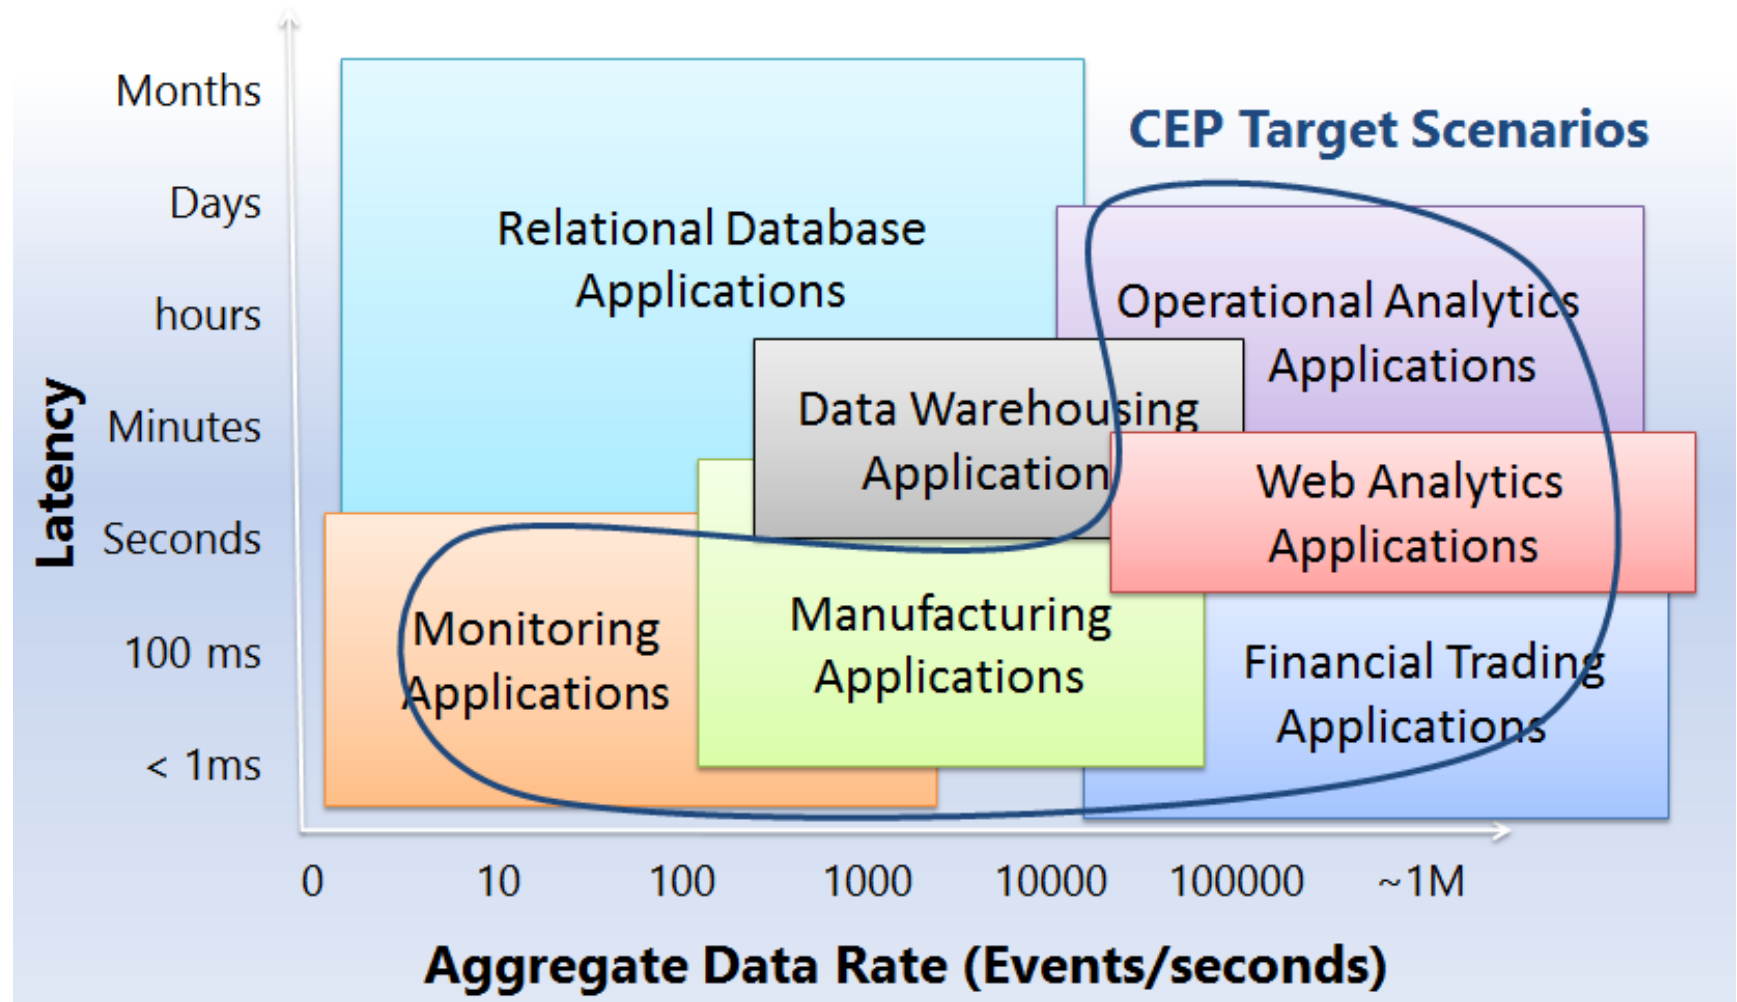 CEP Target Scenarios
Months
Days
hours
Minutes
Seconds
100 ms
< 1ms
Latency
Relational Database
Applications
Operational Analytics
Applications
Data Warehousing
Application
Web Analytics
Applications
Monitoring
Applications
Manufacturing
Applications
Financial Trading
Applications
0
10
100
1000
10000
100000
~1M
Aggregate Data Rate (Events/seconds)